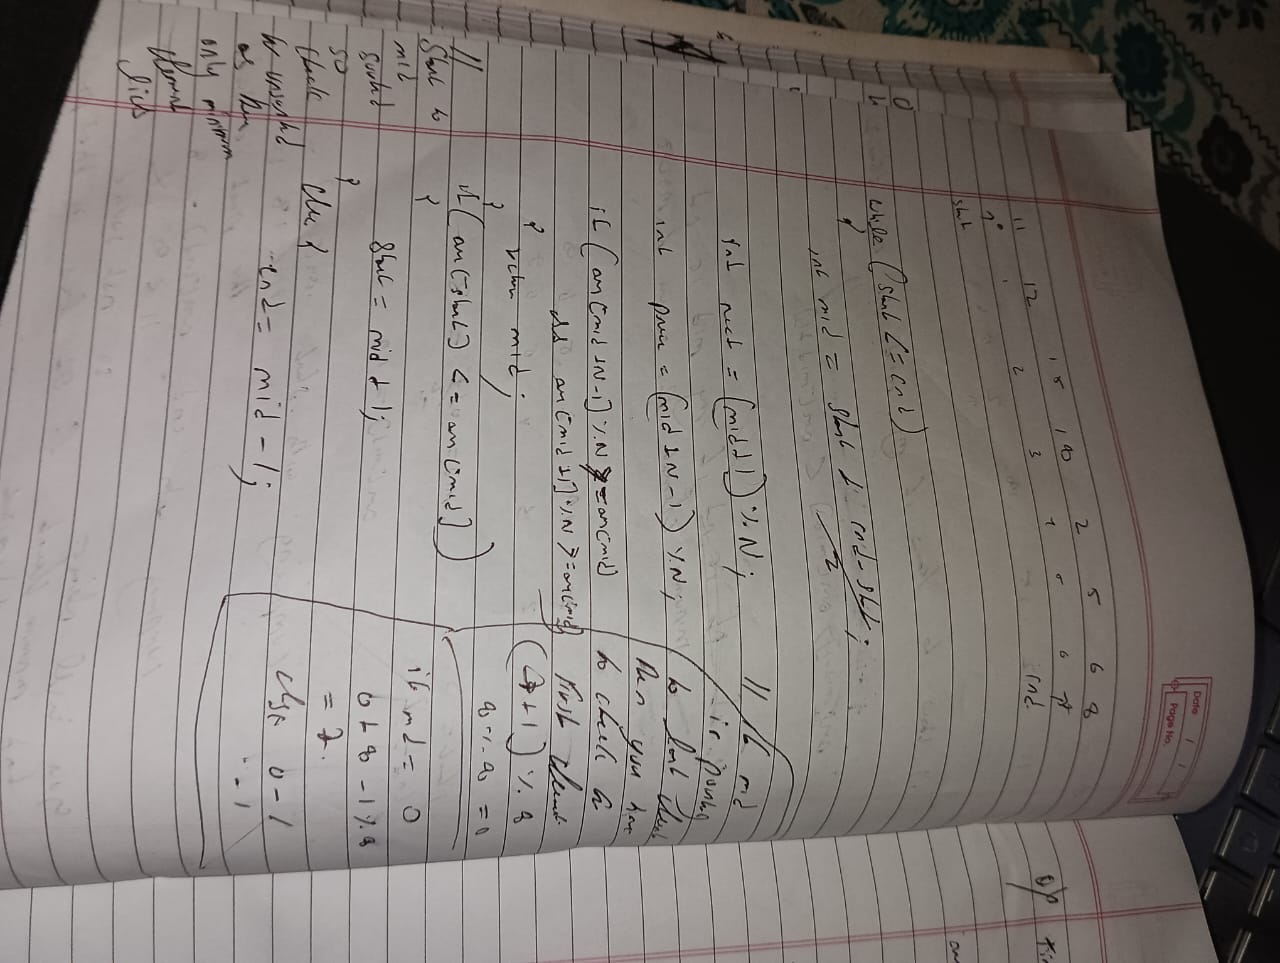 Date / /
Page No.
11 12 15 18 2 5 6 8
1 2 3 4 5 6 7
start end
while (start <= end)
{
int mid = start + end - start;
2
int next = (mid+1) % N;
int prev = (mid + N - 1) % N;
if (arr[mid+N-1] % N >= arr[mid]
&& arr[mid+1] % N >= arr[mid])
{
return mid;
}
if (arr[start] <= arr[mid])
{
start = mid + 1;
}
else {
end = mid - 1;
// if mid
is pointing
to last element
then you have
to check for
first element
(7+1) % 8
8 % 8 = 0
if mid = 0
0 + 8 - 1 % 8
= 7.
else 0 - 1
- 1
//
Start to
mid
sorted
so
check
in unsorted
as there
only minimum
element
lies
O/p